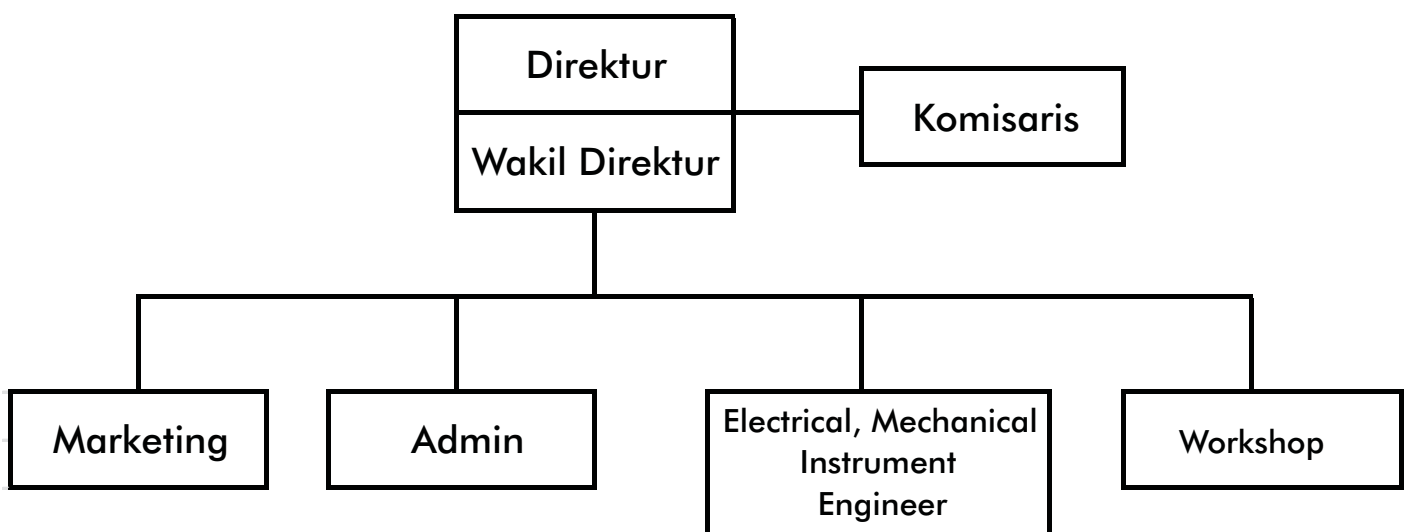 Direktur
Komisaris
Wakil Direktur
Marketing
Admin
Electrical, Mechanical
Instrument
Engineer
Workshop